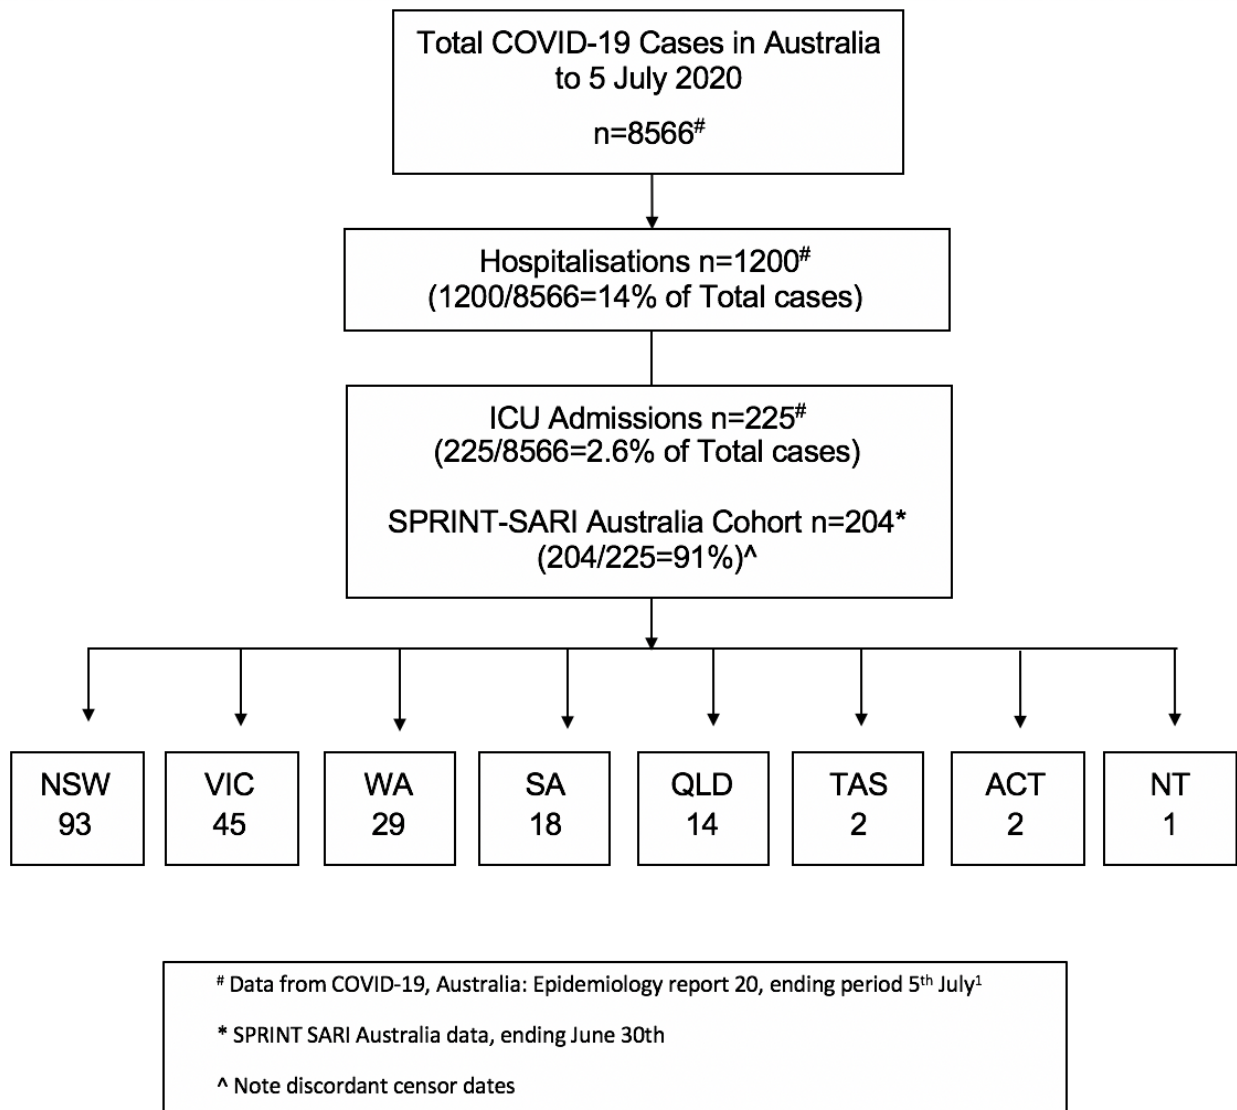 Total COVID-19 Cases in Australia
to 5 July 2020
n=8566#
Hospitalisations n=1200#
(1200/8566=14% of Total cases)
ICU Admissions n=225#
(225/8566=2.6% of Total cases)
SPRINT-SARI Australia Cohort n=204*
(204/225=91%)^
NSW
93
VIC
45
WA
29
SA
18
QLD
14
TAS
2
ACT
2
NT
1
# Data from COVID-19, Australia: Epidemiology report 20, ending period 5th July1
* SPRINT SARI Australia data, ending June 30th
^ Note discordant censor dates